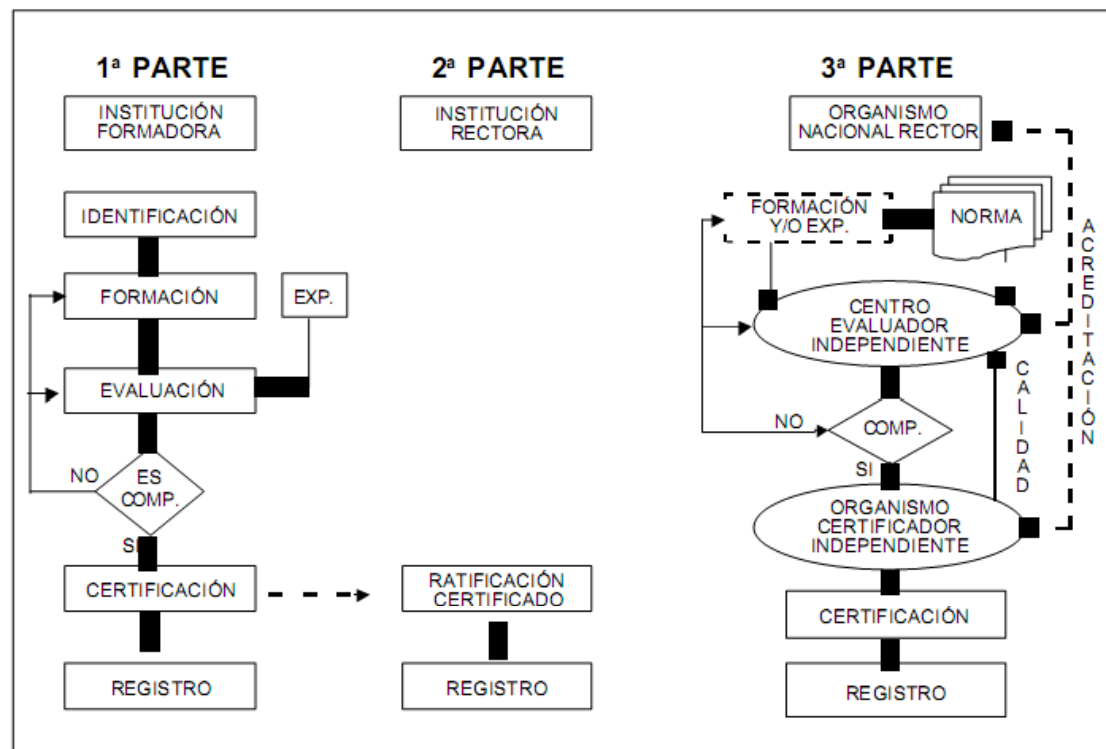 1ª PARTE
INSTITUCIÓN
FORMADORA
IDENTIFICACIÓN
FORMACIÓN
EXP.
EVALUACIÓN
NO
ES
COMP.
SI
CERTIFICACIÓN
REGISTRO
2ª PARTE
INSTITUCIÓN
RECTORA
RATIFICACIÓN
CERTIFICADO
REGISTRO
3ª PARTE
ORGANISMO
NACIONAL RECTOR
FORMACIÓN
Y/O EXP.
NORMA
CENTRO
EVALUADOR
INDEPENDIENTE
NO
COMP.
SI
ORGANISMO
CERTIFICADOR
INDEPENDIENTE
CERTIFICACIÓN
REGISTRO
CALIDAD
ACREDITACIÓN